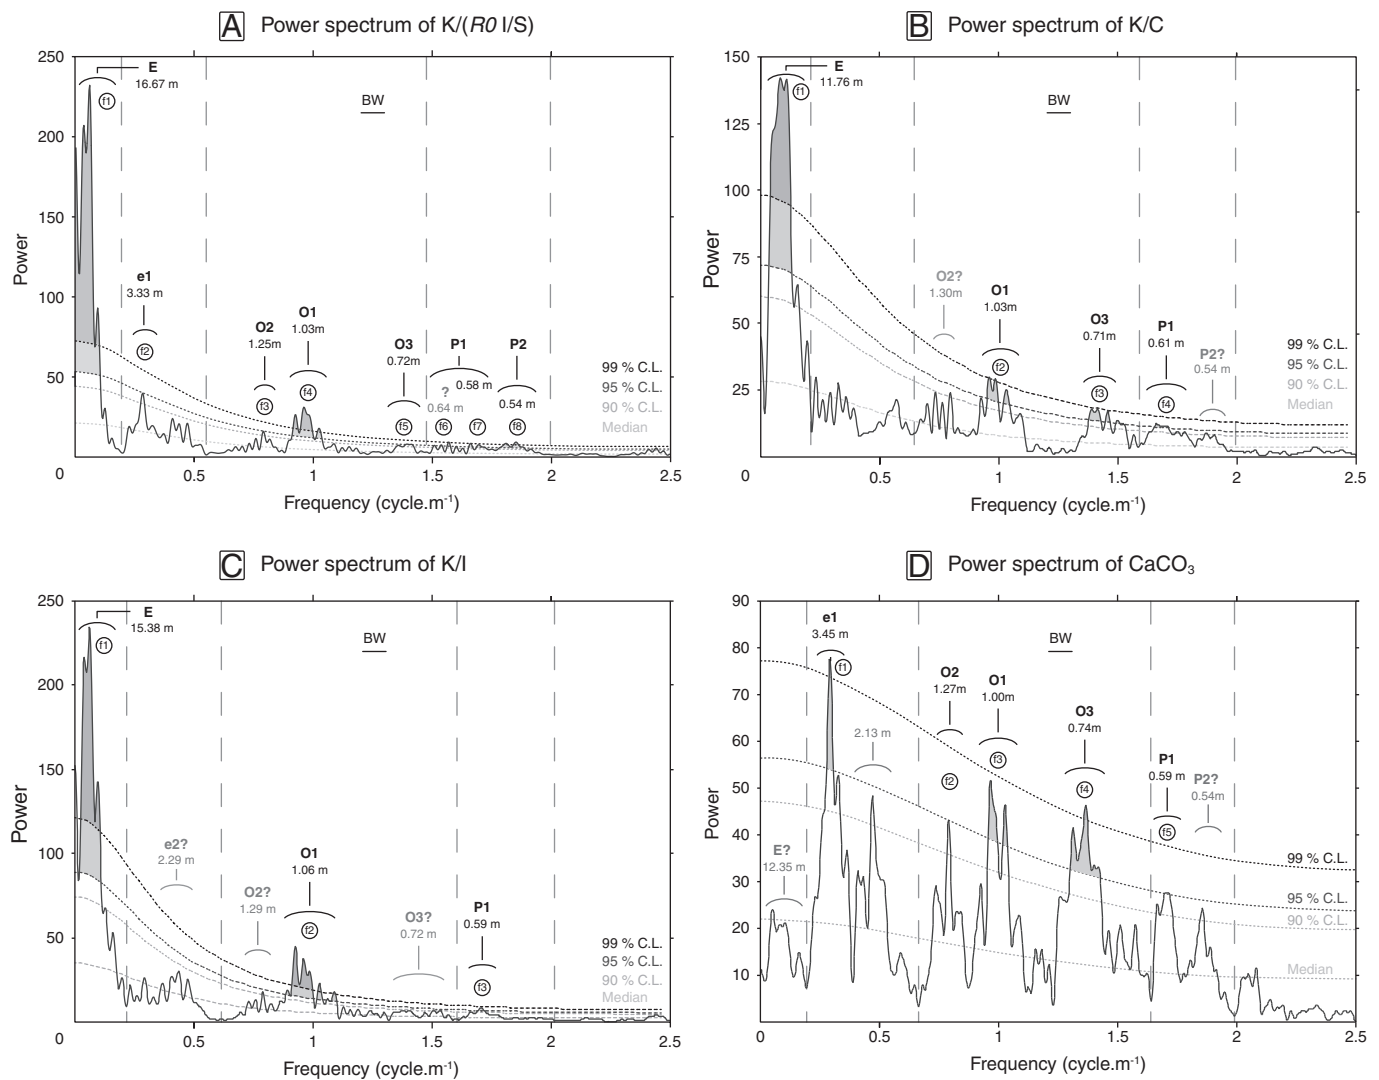 A Power spectrum of K/(R0 I/S)
250
200
150
100
50
0
0.5
1
1.5
2
2.5
Power
Frequency (cycle.m-1)
E
16.67 m
f1
BW
e1
3.33 m
f2
O2
1.25m
f3
O1
1.03m
f4
O3
0.72m
f5
P1
?
0.64 m
0.58 m
f6
f7
P2
0.54 m
f8
99 % C.L.
95 % C.L.
90 % C.L.
Median
B Power spectrum of K/C
150
125
100
75
50
25
0
0.5
1
1.5
2
2.5
Power
Frequency (cycle.m-1)
E
11.76 m
f1
BW
O2?
1.30m
O1
1.03m
f2
O3
0.71m
f3
P1
0.61 m
f4
P2?
0.54 m
99 % C.L.
95 % C.L.
90 % C.L.
Median
C Power spectrum of K/I
250
200
150
100
50
0
0.5
1
1.5
2
2.5
Power
Frequency (cycle.m-1)
E
15.38 m
f1
BW
e2?
2.29 m
O2?
1.29 m
O1
1.06 m
f2
O3?
0.72 m
P1
0.59 m
f3
99 % C.L.
95 % C.L.
90 % C.L.
Median
D Power spectrum of CaCO3
90
80
70
60
50
40
30
20
10
0
0.5
1
1.5
2
2.5
Power
Frequency (cycle.m-1)
E?
12.35 m
e1
3.45 m
f1
2.13 m
BW
O2
1.27m
f2
O1
1.00m
f3
O3
0.74m
f4
P1
0.59 m
f5
P2?
0.54m
99 % C.L.
95 % C.L.
90 % C.L.
Median